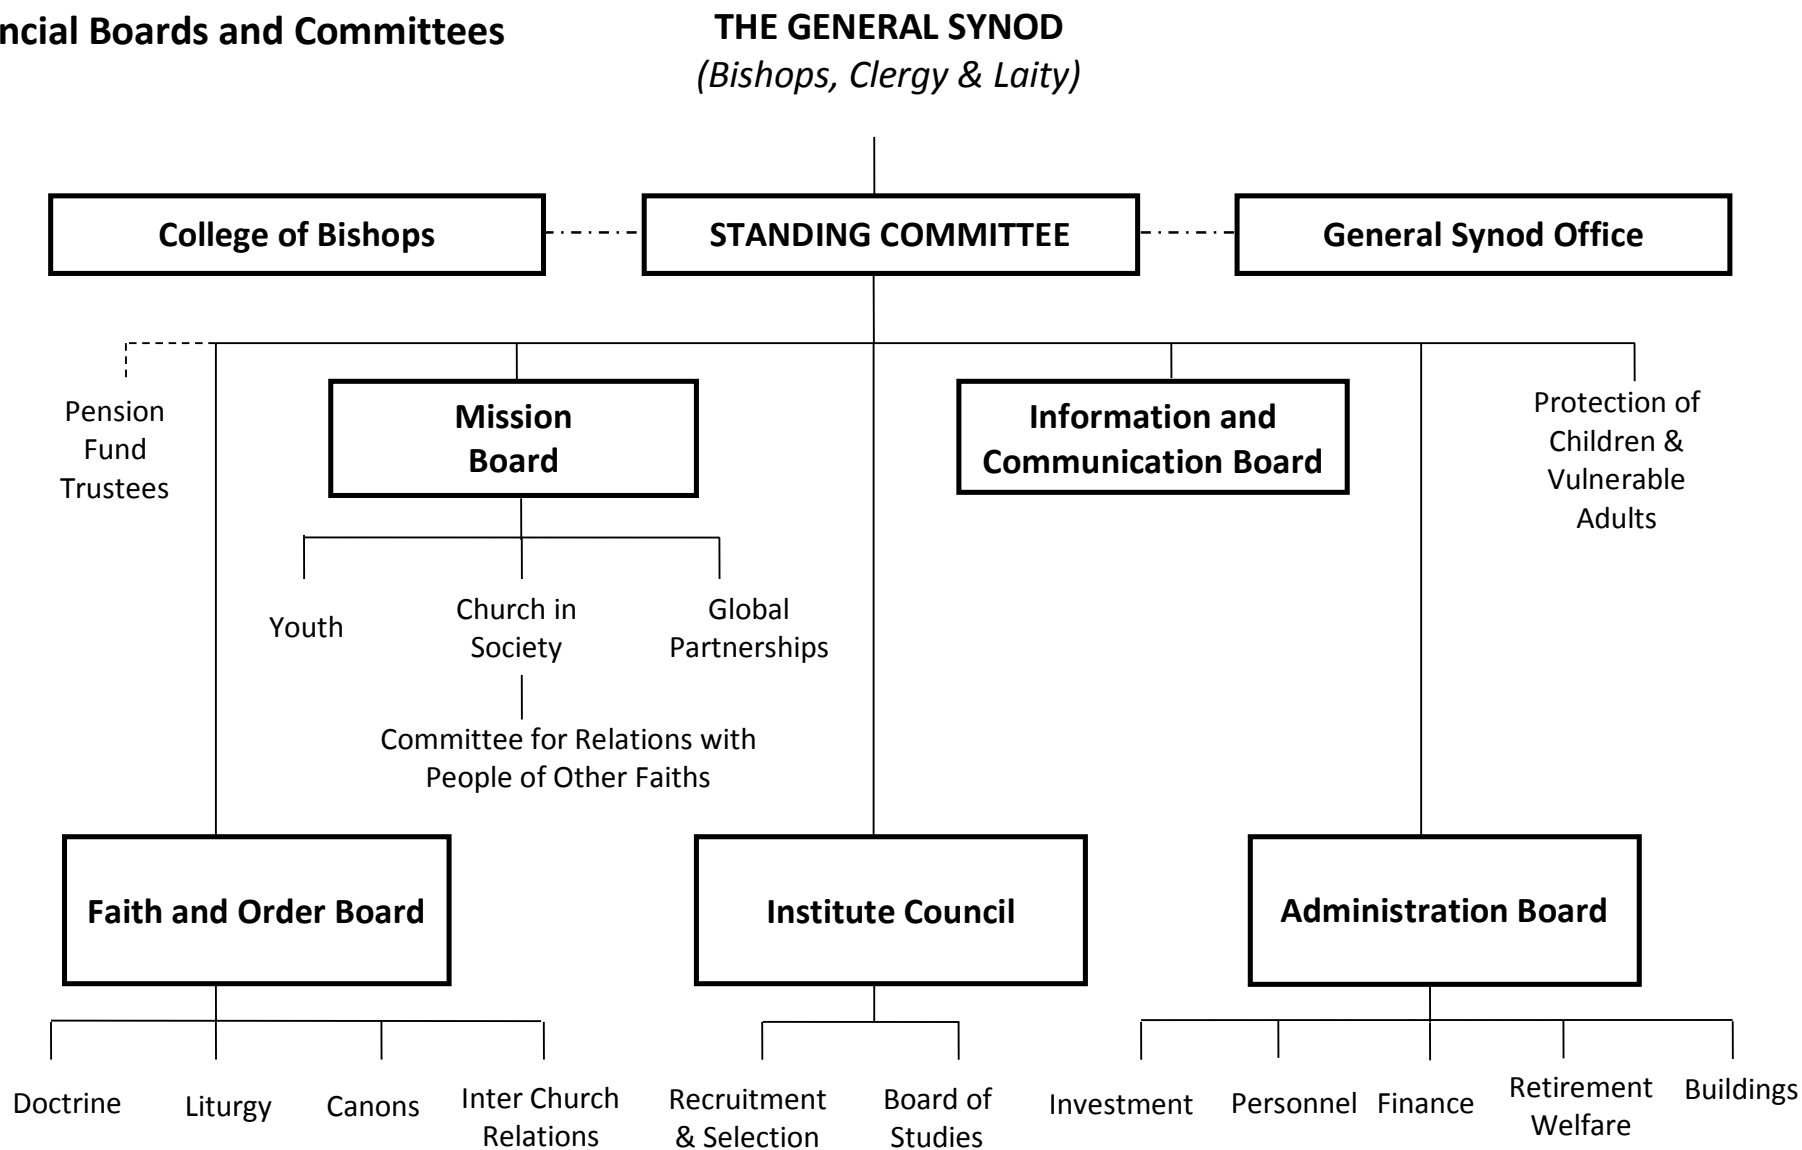 ncial Boards and Committees
THE GENERAL SYNOD
(Bishops, Clergy & Laity)
College of Bishops
STANDING COMMITTEE
General Synod Office
Pension
Fund
Trustees
Mission
Board
Information and
Communication Board
Protection of
Children &
Vulnerable
Adults
Youth
Church in
Society
Global
Partnerships
Committee for Relations with
People of Other Faiths
Faith and Order Board
Institute Council
Administration Board
Doctrine
Liturgy
Canons
Inter Church
Relations
Recruitment
& Selection
Board of
Studies
Investment
Personnel
Finance
Retirement
Welfare
Buildings